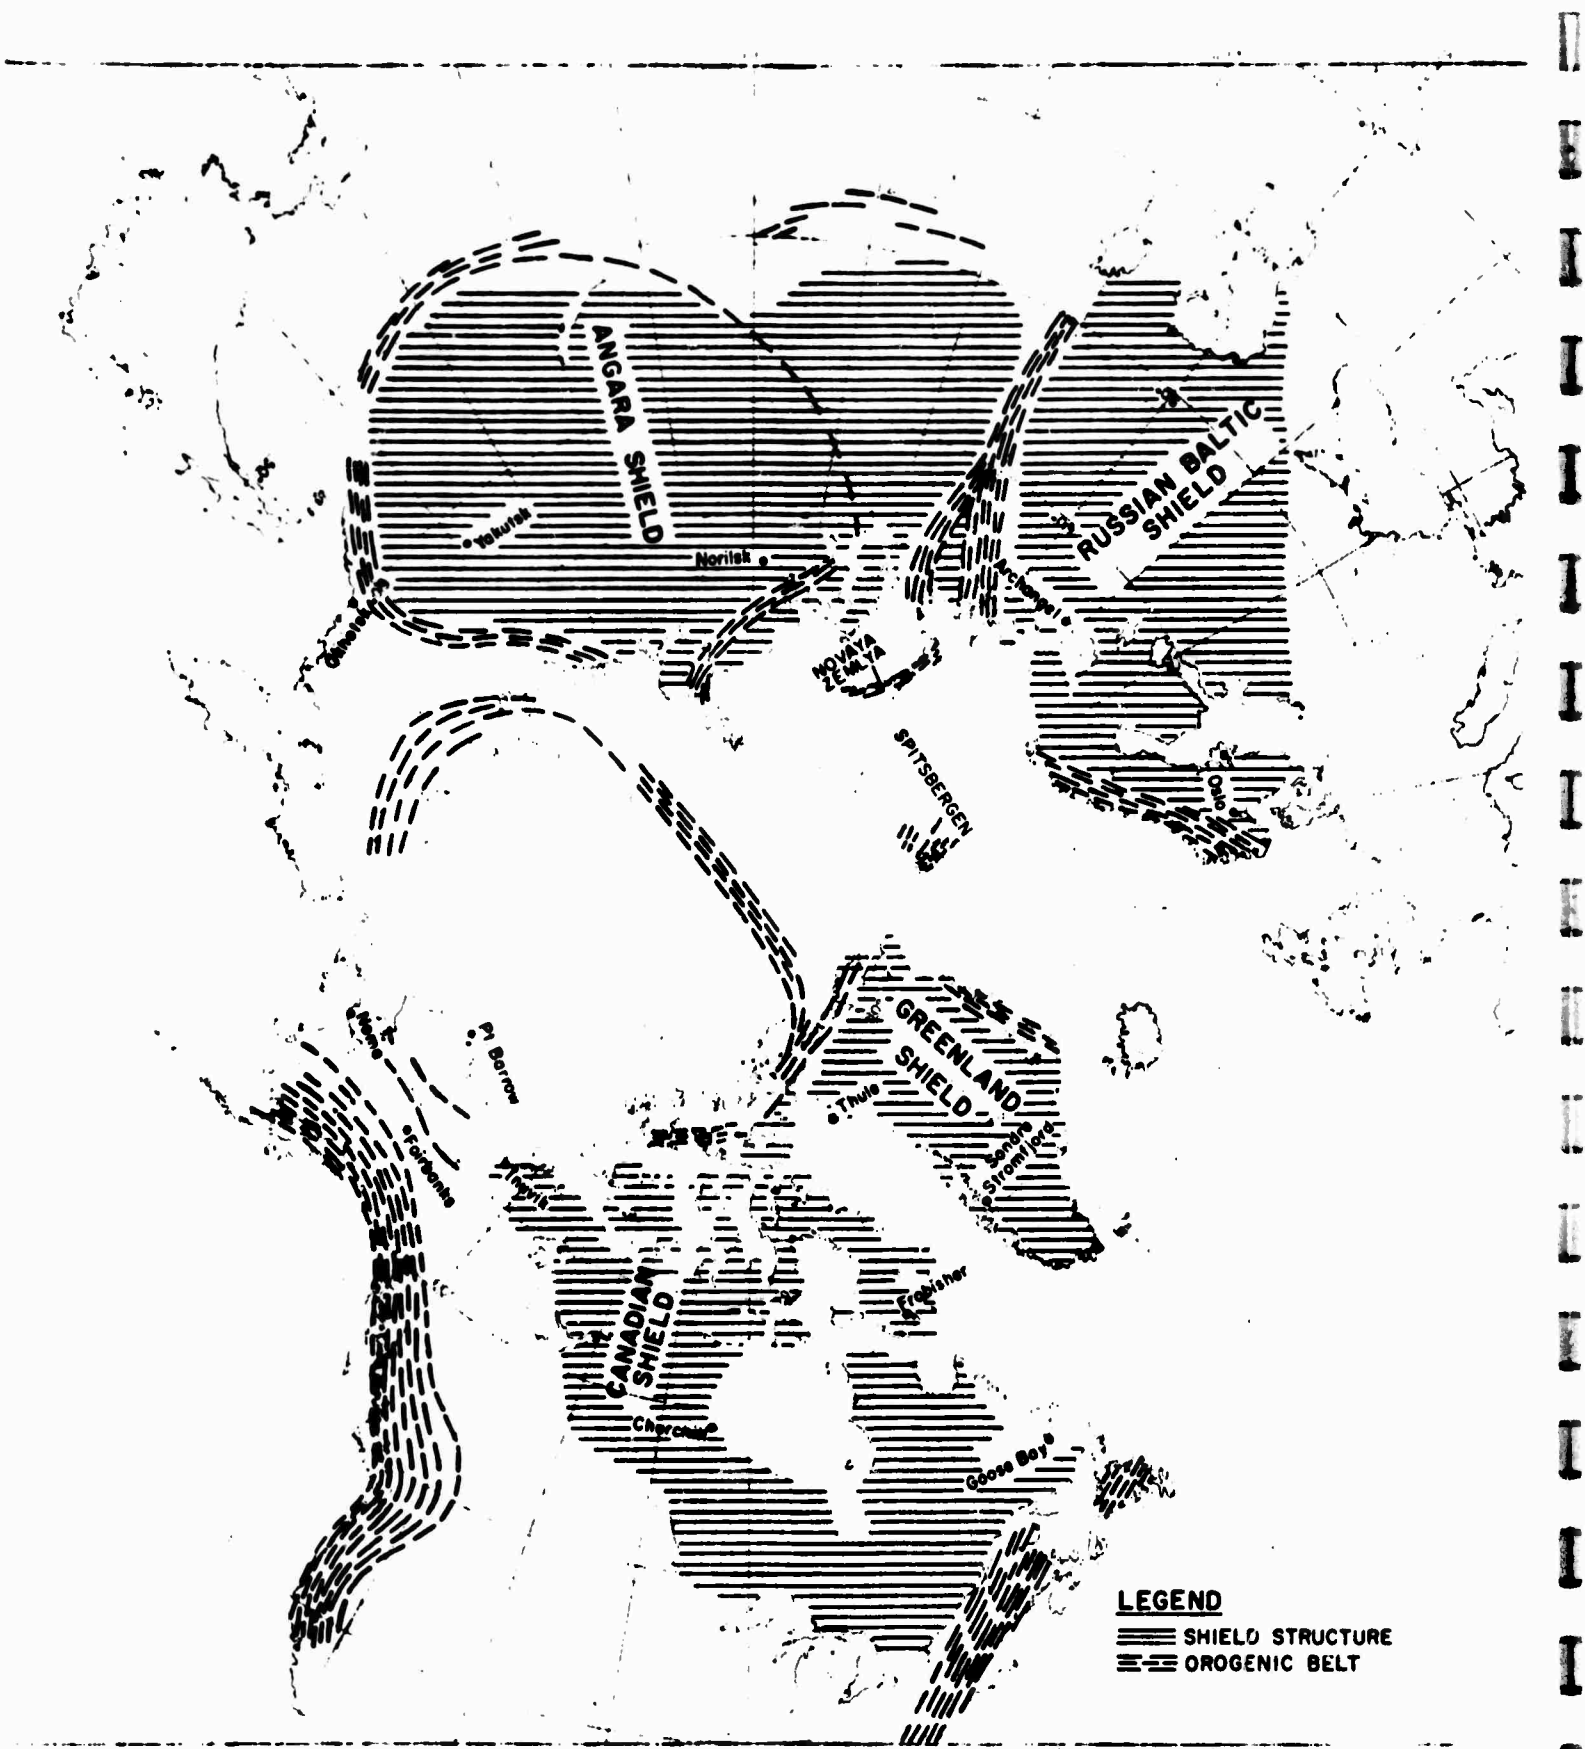 ANGARA SHIELD
RUSSIAN BALTIC
SHIELD
Yakutsk
Norilsk
Archangel
NOVAYA
ZEMLYA
SPITSBERGEN
Oslo
Nome
Pt Barrow
GREENLAND
SHIELD
Thule
Sondre
Stromfjord
Fairbanks
Frobisher
CANADIAN
SHIELD
Churchill
Goose Bay
LEGEND
SHIELD STRUCTURE
OROGENIC BELT